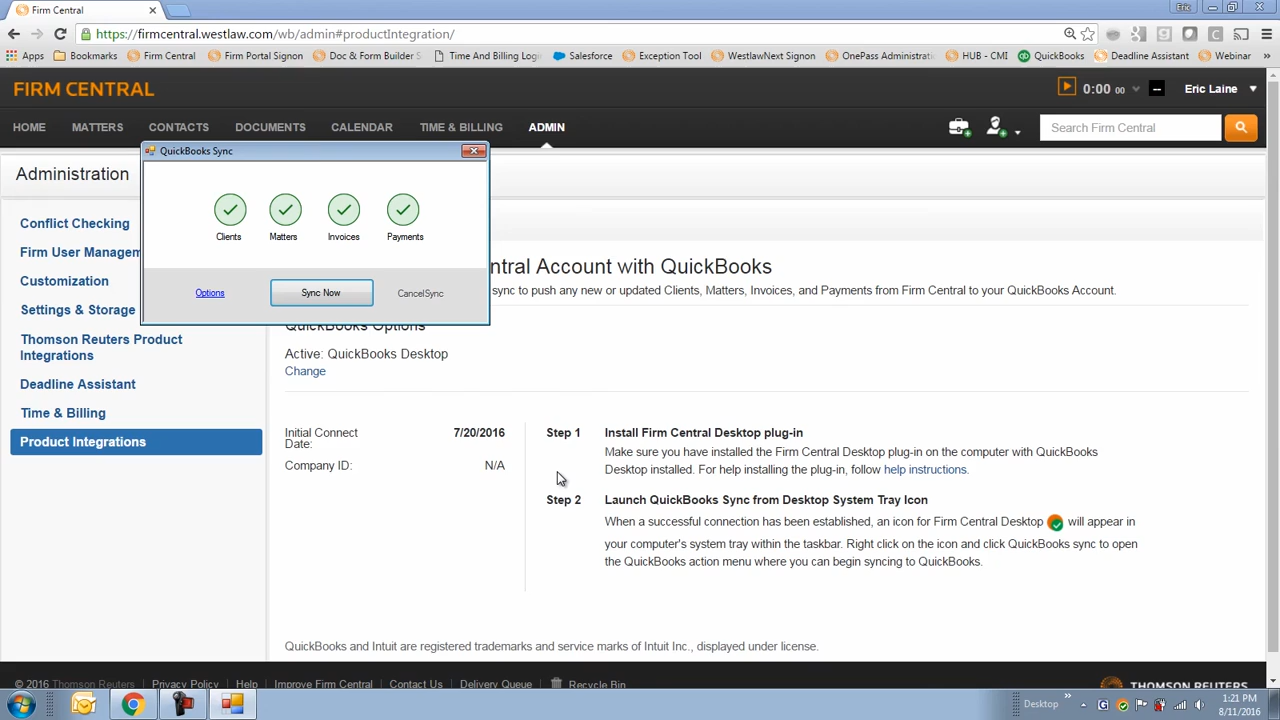 Firm Central
Eric
https://firmcentral.westlaw.com/wb/admin#productIntegration/
Apps
Bookmarks
Firm Central
Firm Portal Signon
Doc & Form Builder S
Time And Billing Logi
Salesforce
Exception Tool
WestlawNext Signon
OnePass Administrati
HUB - CMI
QuickBooks
Deadline Assistant
Webinar
»
FIRM CENTRAL
0:00 00
--
Eric Laine
HOME
MATTERS
CONTACTS
DOCUMENTS
CALENDAR
TIME & BILLING
ADMIN
Search Firm Central
QuickBooks Sync
Clients
Matters
Invoices
Payments
Options
Sync Now
CancelSync
Administration
Conflict Checking
Firm User Managem
Customization
Settings & Storage
Thomson Reuters Product
Integrations
Deadline Assistant
Time & Billing
Product Integrations
ntral Account with QuickBooks
sync to push any new or updated Clients, Matters, Invoices, and Payments from Firm Central to your QuickBooks Account.
QuickBooks Options
Active: QuickBooks Desktop
Change
Initial Connect
Date:
7/20/2016
Company ID:
N/A
Step 1
Install Firm Central Desktop plug-in
Make sure you have installed the Firm Central Desktop plug-in on the computer with QuickBooks
Desktop installed. For help installing the plug-in, follow help instructions.
Step 2
Launch QuickBooks Sync from Desktop System Tray Icon
When a successful connection has been established, an icon for Firm Central Desktop will appear in
your computer's system tray within the taskbar. Right click on the icon and click QuickBooks sync to open
the QuickBooks action menu where you can begin syncing to QuickBooks.
QuickBooks and Intuit are registered trademarks and service marks of Intuit Inc., displayed under license.
© 2016 Thomson Reuters
Privacy Policy
Help
Improve Firm Central
Contact Us
Delivery Queue
Recycle Bin
THOMSON REUTERS
Desktop
»
1:21 PM
8/11/2016